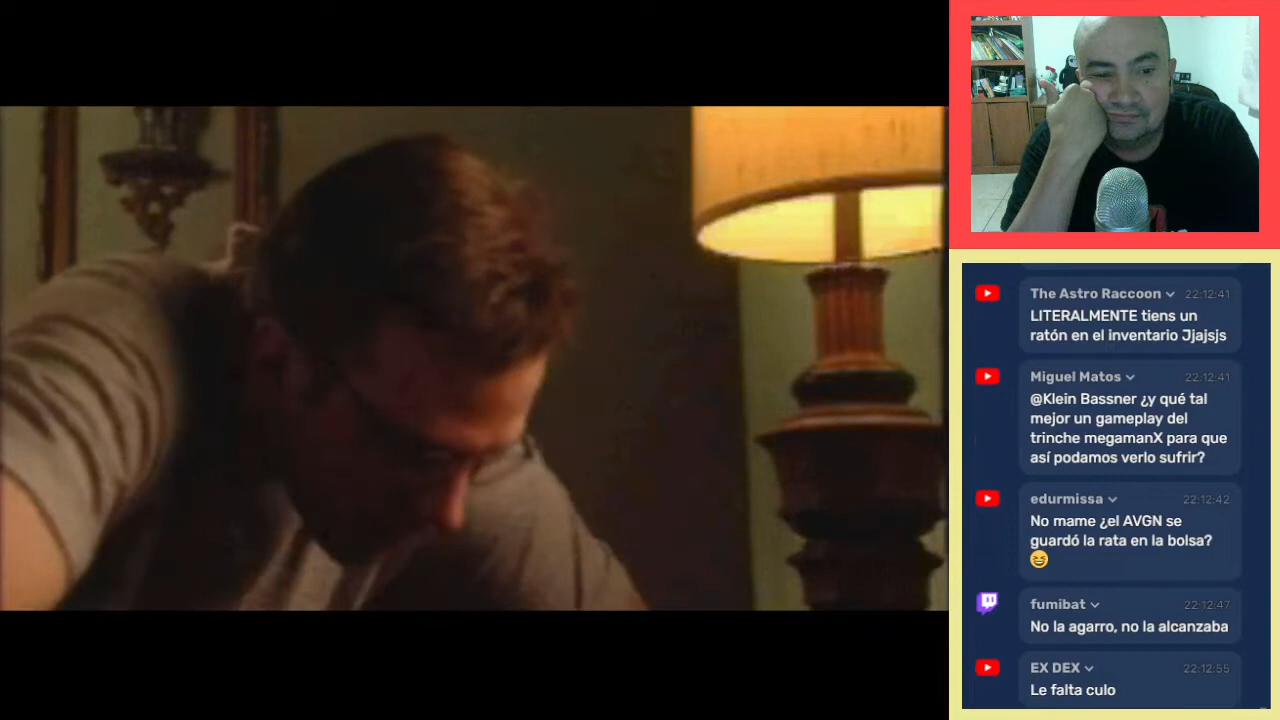 The Astro Raccoon 22:12:41
LITERALMENTE tiens un
ratón en el inventario Jjajsjs
Miguel Matos 22:12:41
@Klein Bassner ¿y qué tal
mejor un gameplay del
trinche megamanX para que
así podamos verlo sufrir?
edurmissa 22:12:42
No mame ¿el AVGN se
guardó la rata en la bolsa?
😆
fumibat 22:12:47
No la agarro, no la alcanzaba
EX DEX 22:12:55
Le falta culo